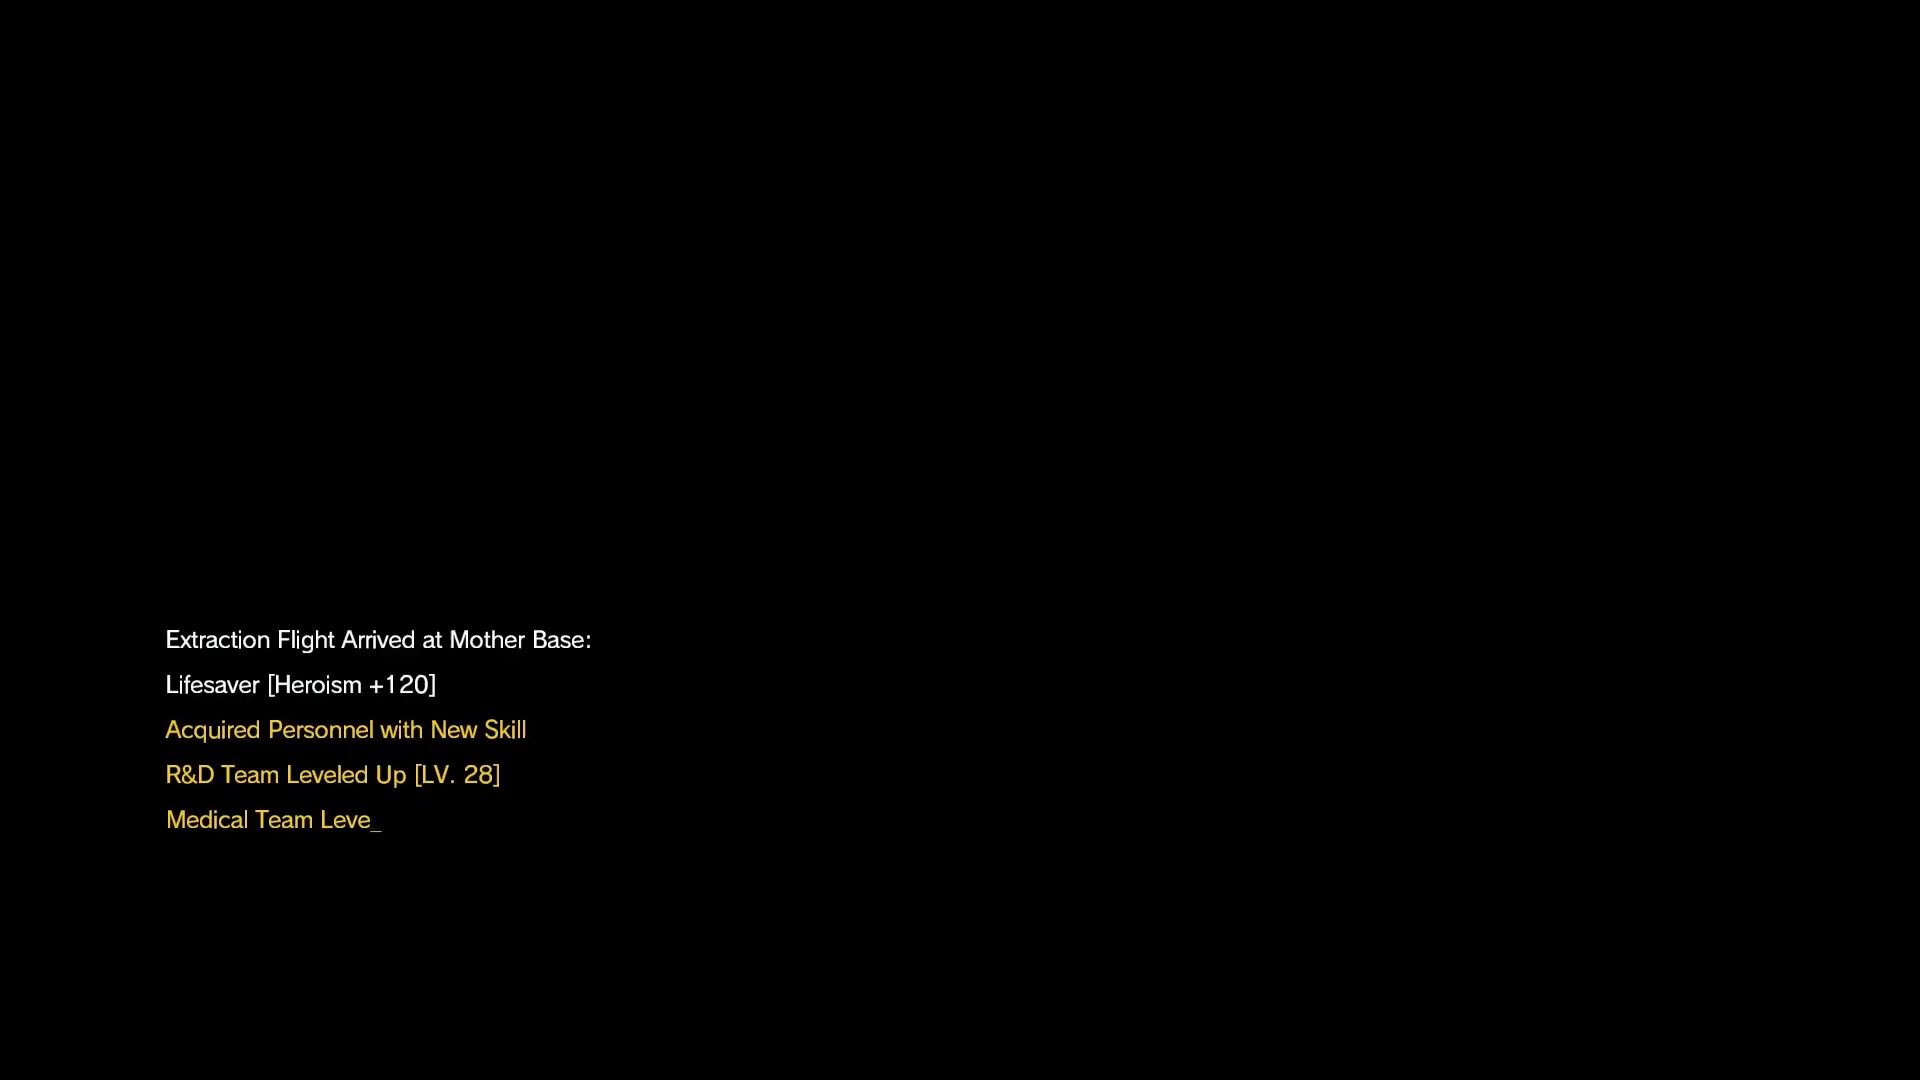 Extraction Flight Arrived at Mother Base:
Lifesaver [Heroism +120]
Acquired Personnel with New Skill
R&D Team Leveled Up [LV. 28]
Medical Team Leve_